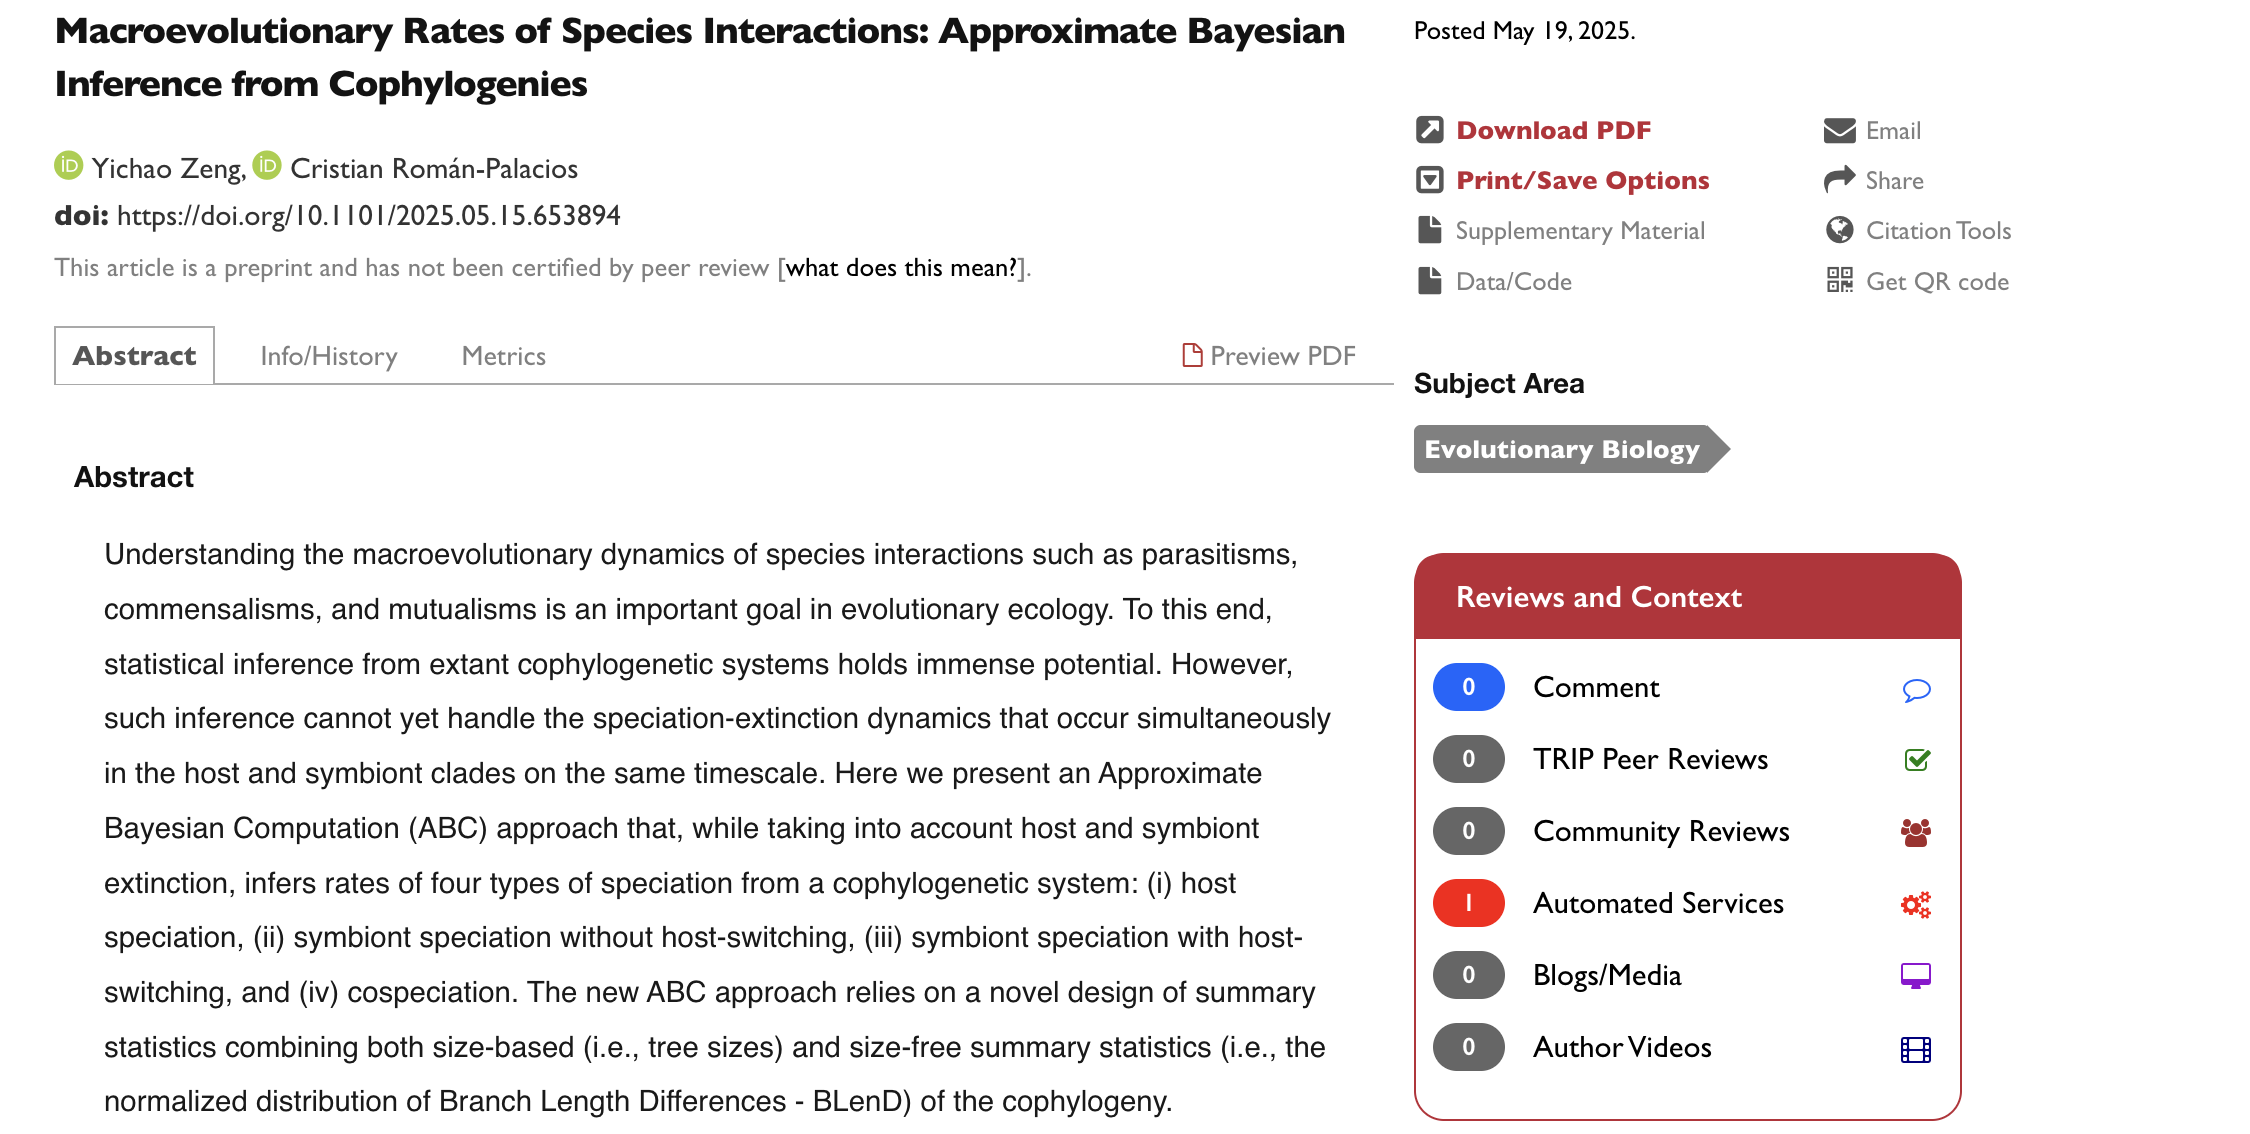 Macroevolutionary Rates of Species Interactions: Approximate Bayesian
Inference from Cophylogenies
iD Yichao Zeng, iD Cristian Román-Palacios
doi: https://doi.org/10.1101/2025.05.15.653894
This article is a preprint and has not been certified by peer review [what does this mean?].
Abstract
Info/History
Metrics
Preview PDF
Abstract
Understanding the macroevolutionary dynamics of species interactions such as parasitisms,
commensalisms, and mutualisms is an important goal in evolutionary ecology. To this end,
statistical inference from extant cophylogenetic systems holds immense potential. However,
such inference cannot yet handle the speciation-extinction dynamics that occur simultaneously
in the host and symbiont clades on the same timescale. Here we present an Approximate
Bayesian Computation (ABC) approach that, while taking into account host and symbiont
extinction, infers rates of four types of speciation from a cophylogenetic system: (i) host
speciation, (ii) symbiont speciation without host-switching, (iii) symbiont speciation with host-
switching, and (iv) cospeciation. The new ABC approach relies on a novel design of summary
statistics combining both size-based (i.e., tree sizes) and size-free summary statistics (i.e., the
normalized distribution of Branch Length Differences - BLenD) of the cophylogeny.
Posted May 19, 2025.
Download PDF
Print/Save Options
Supplementary Material
Data/Code
Email
Share
Citation Tools
Get QR code
Subject Area
Evolutionary Biology
Reviews and Context
0 Comment
0 TRIP Peer Reviews
0 Community Reviews
1 Automated Services
0 Blogs/Media
0 Author Videos